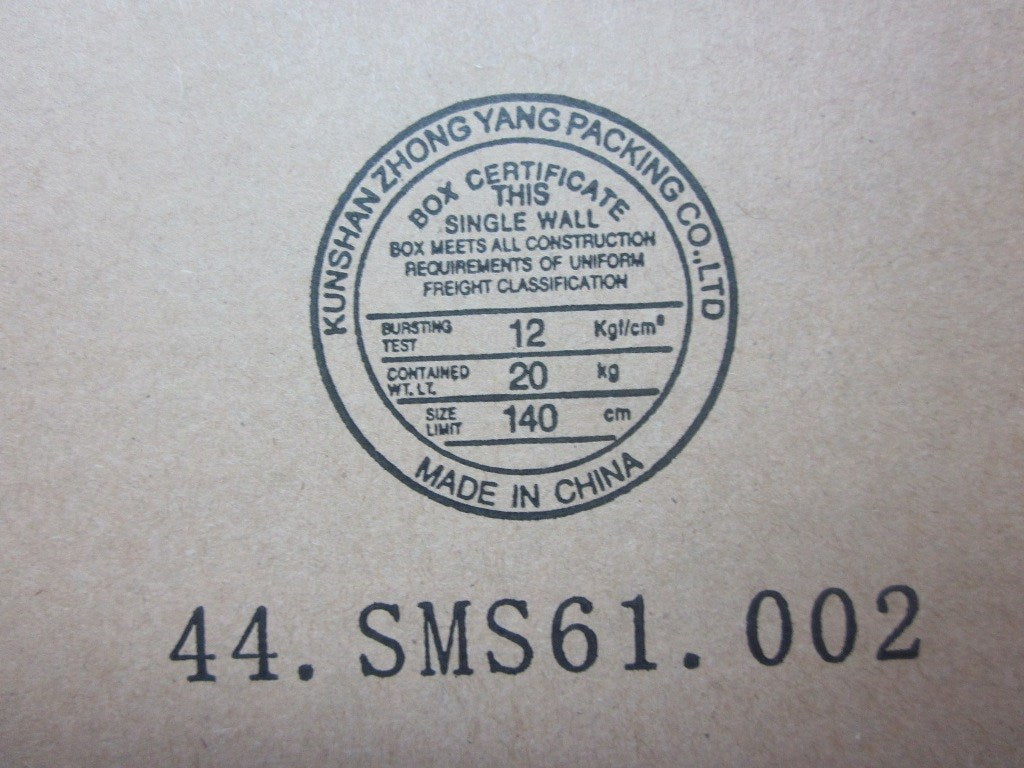 KUNSHAN ZHONG YANG PACKING CO.,LTD
BOX CERTIFICATE
THIS
SINGLE WALL
BOX MEETS ALL CONSTRUCTION
REQUIREMENTS OF UNIFORM
FREIGHT CLASSIFICATION
BURSTING TEST 12 Kgf/cm²
CONTAINED WT. LT. 20 kg
SIZE LIMIT 140 cm
MADE IN CHINA
44.SMS61.002